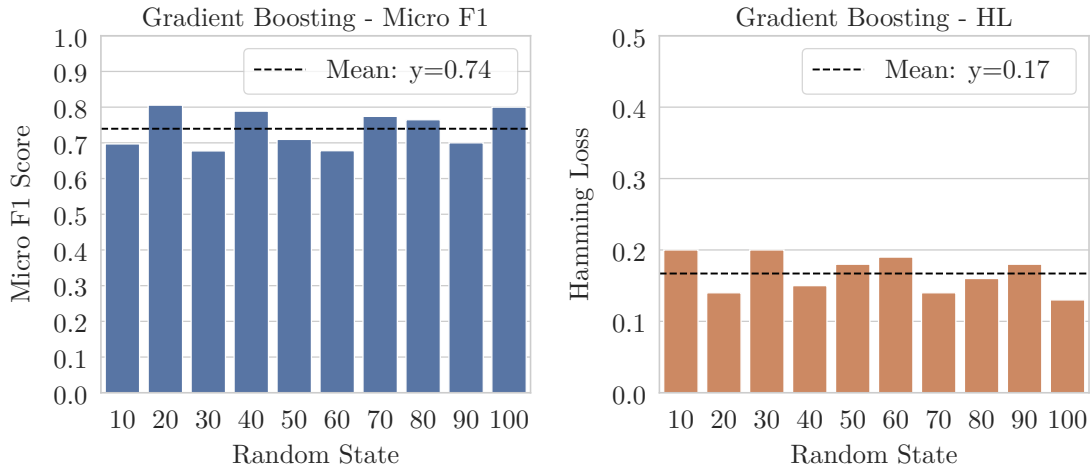 Gradient Boosting - Micro F1
Mean: y=0.74
Micro F1 Score
1.0
0.9
0.8
0.7
0.6
0.5
0.4
0.3
0.2
0.1
0.0
10 20 30 40 50 60 70 80 90 100
Random State
Gradient Boosting - HL
Mean: y=0.17
Hamming Loss
0.5
0.4
0.3
0.2
0.1
0.0
10 20 30 40 50 60 70 80 90 100
Random State